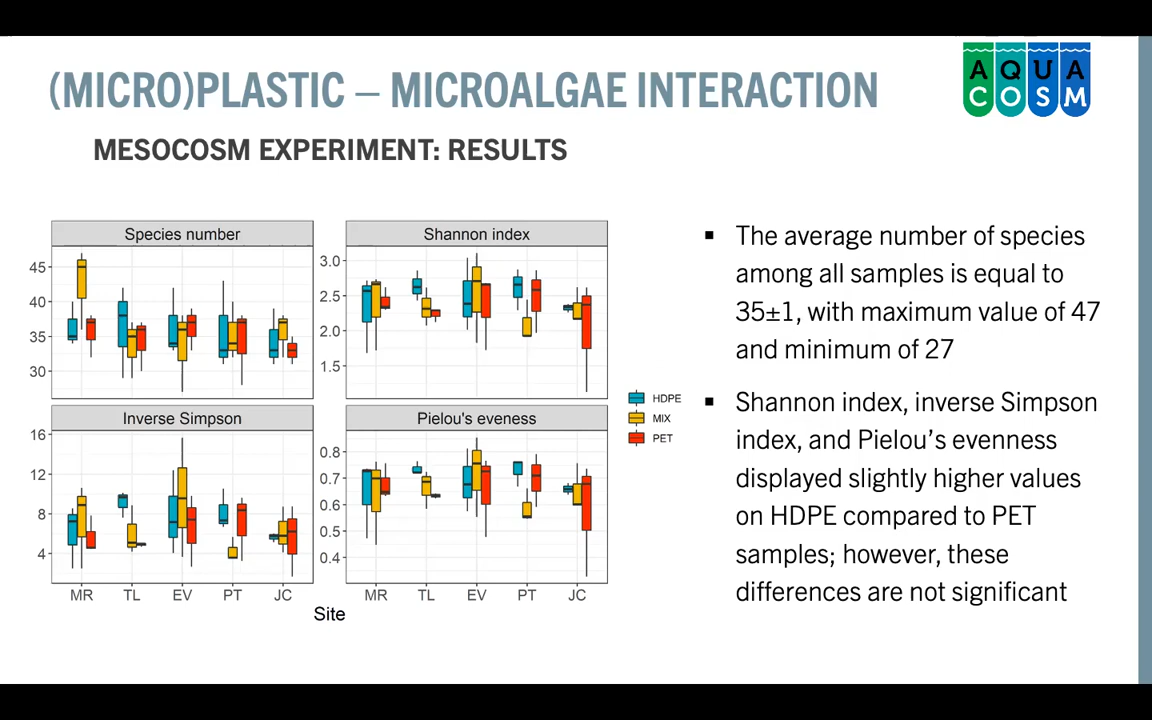 (MICRO)PLASTIC – MICROALGAE INTERACTION
AQUA
COSM
MESOCOSM EXPERIMENT: RESULTS
Species number
45
40
35
30
Shannon index
3.0
2.5
2.0
1.5
Inverse Simpson
16
12
8
4
MR TL EV PT JC
Pielou's eveness
0.8
0.7
0.6
0.5
0.4
MR TL EV PT JC
Site
HDPE
MIX
PET
▪ The average number of species
among all samples is equal to
35±1, with maximum value of 47
and minimum of 27
▪ Shannon index, inverse Simpson
index, and Pielou’s evenness
displayed slightly higher values
on HDPE compared to PET
samples; however, these
differences are not significant